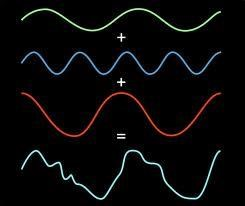 +
+
=